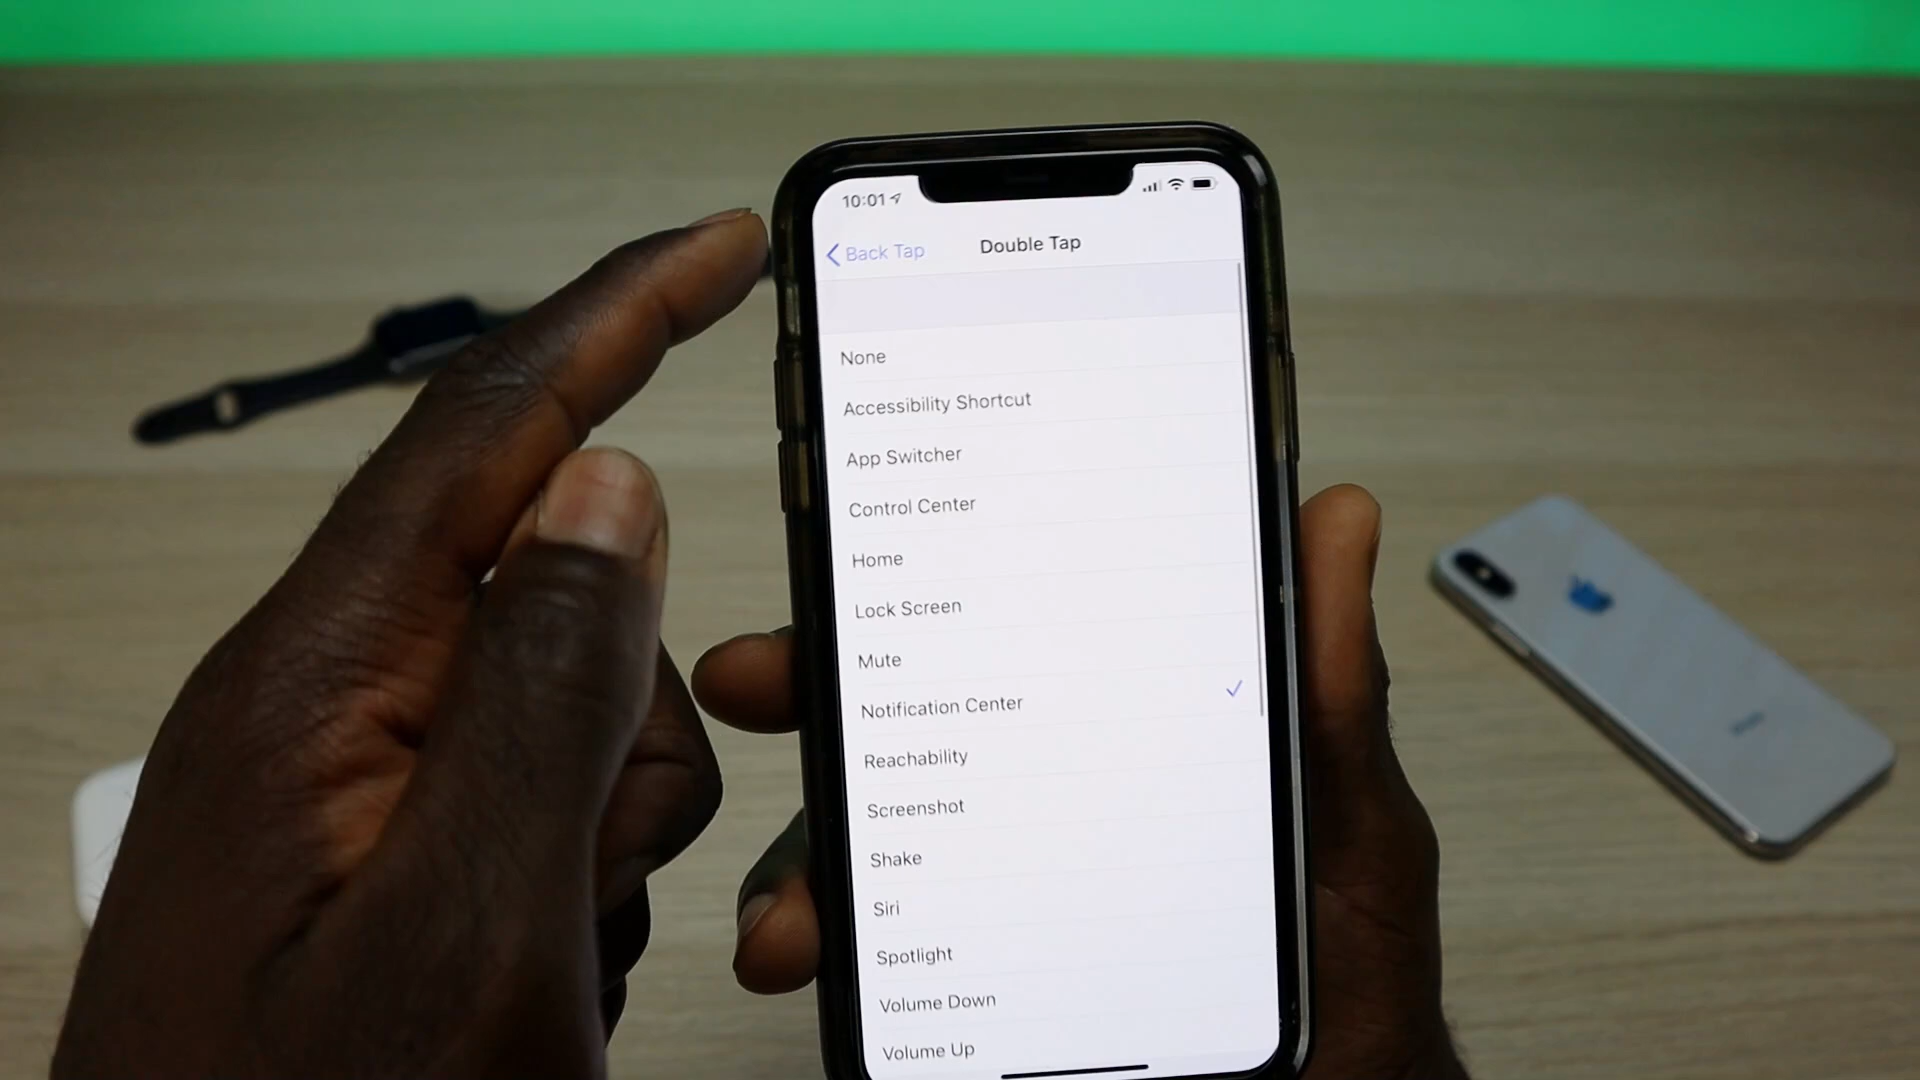 10:01
Back Tap
Double Tap
None
Accessibility Shortcut
App Switcher
Control Center
Home
Lock Screen
Mute
Notification Center
Reachability
Screenshot
Shake
Siri
Spotlight
Volume Down
Volume Up